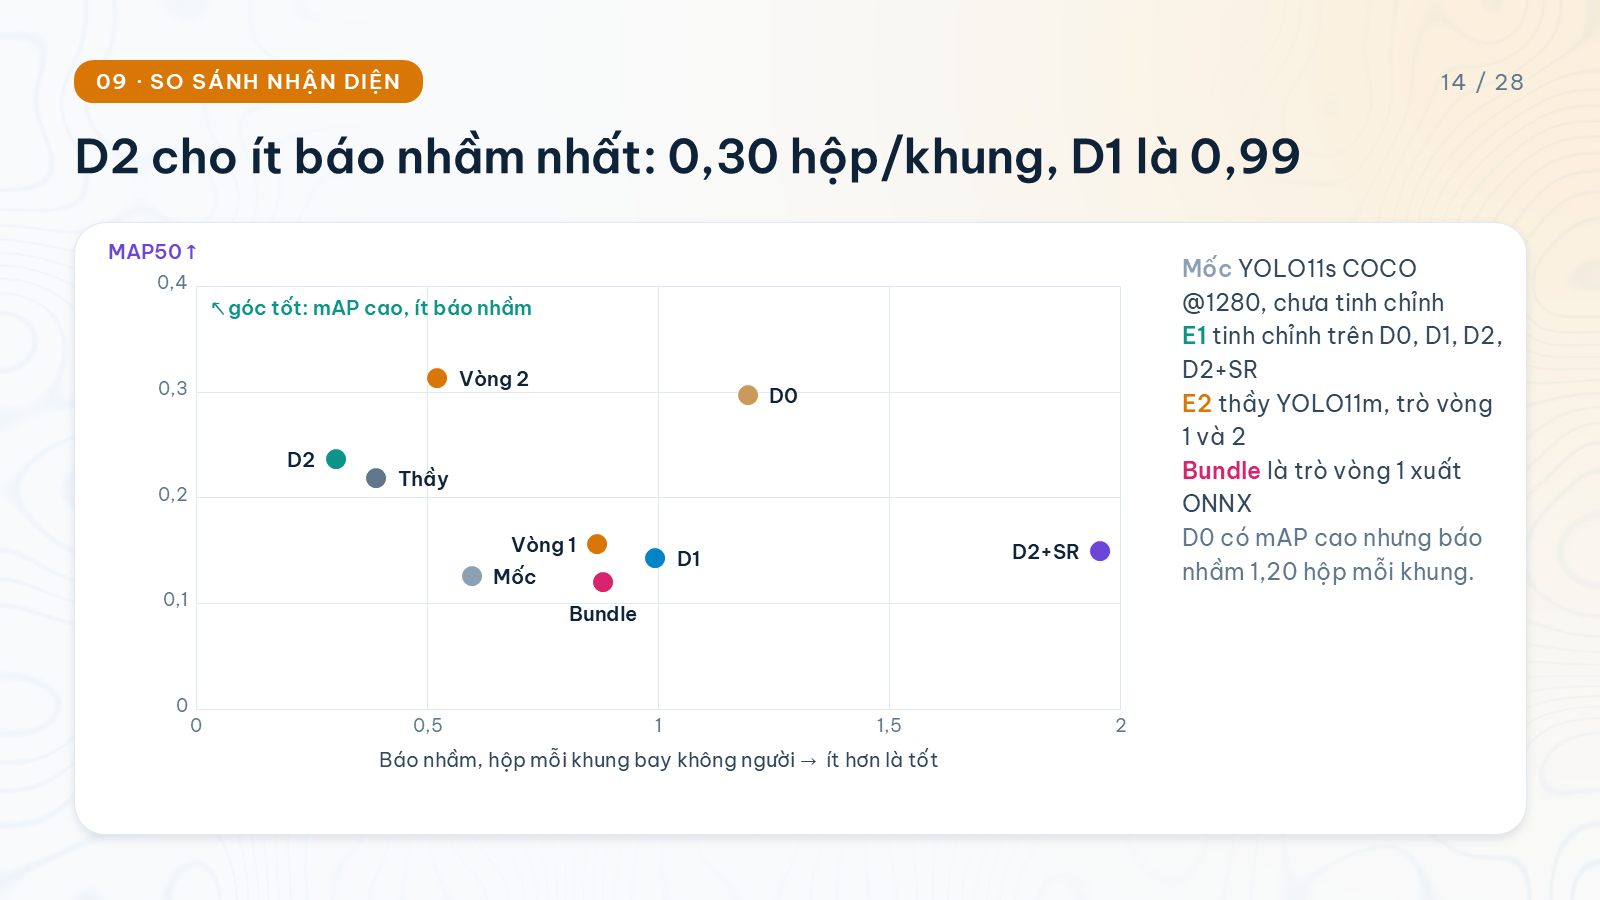 09 · SO SÁNH NHẬN DIỆN
14 / 28
D2 cho ít báo nhầm nhất: 0,30 hộp/khung, D1 là 0,99
MAP50 ↑
0,4
0,3
0,2
0,1
0
↖ góc tốt: mAP cao, ít báo nhầm
Vòng 2
D0
D2
Thầy
Vòng 1
D1
D2+SR
Mốc
Bundle
0
0,5
1
1,5
2
Báo nhầm, hộp mỗi khung bay không người → ít hơn là tốt
Mốc YOLO11s COCO
@1280, chưa tinh chỉnh
E1 tinh chỉnh trên D0, D1, D2,
D2+SR
E2 thầy YOLO11m, trò vòng
1 và 2
Bundle là trò vòng 1 xuất
ONNX
D0 có mAP cao nhưng báo
nhầm 1,20 hộp mỗi khung.